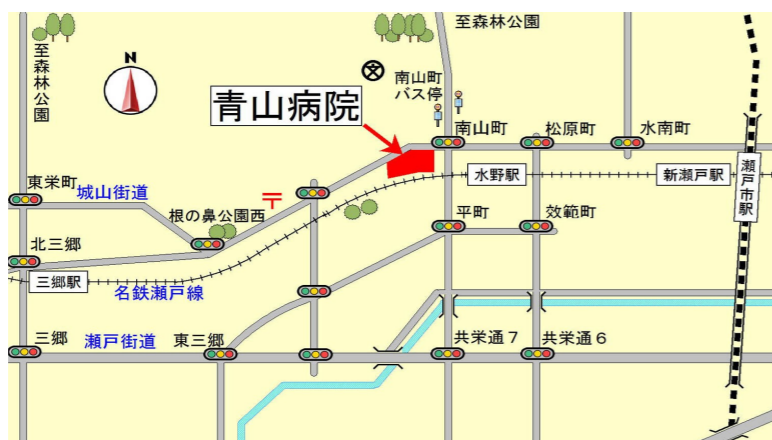 至森林公園
至森林公園
N
南山町
バス停
青山病院
南山町
松原町
水南町
東栄町
城山街道
〒
水野駅
新瀬戸駅
瀬戸市駅
根の鼻公園西
平町
効範町
北三郷
三郷駅
名鉄瀬戸線
三郷
瀬戸街道
東三郷
共栄通7
共栄通6